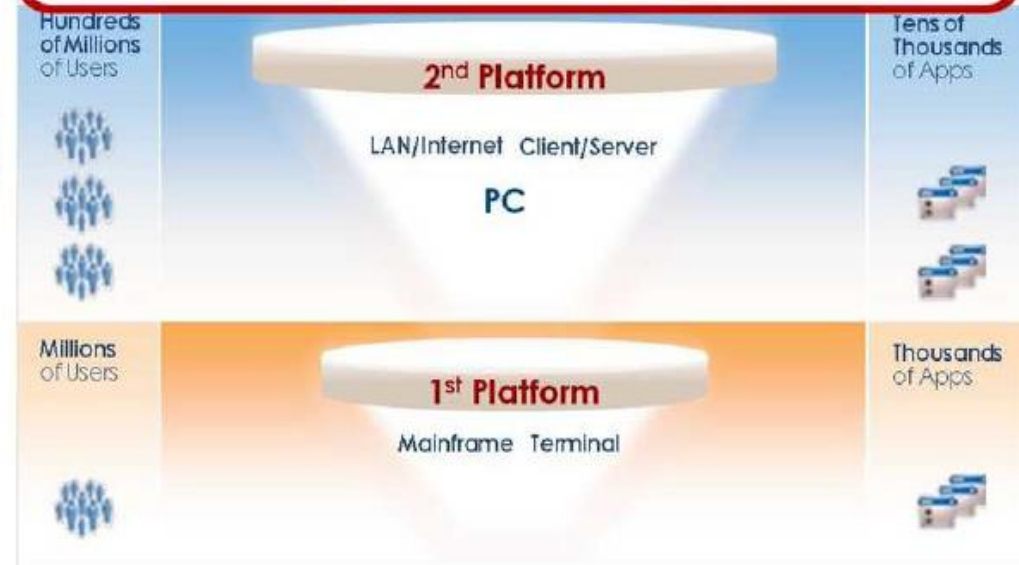 Hundreds
of Millions
of Users
2nd Platform
LAN/Internet Client/Server
PC
Tens of
Thousands
of Apps
Millions
of Users
1st Platform
Mainframe Terminal
Thousands
of Apps